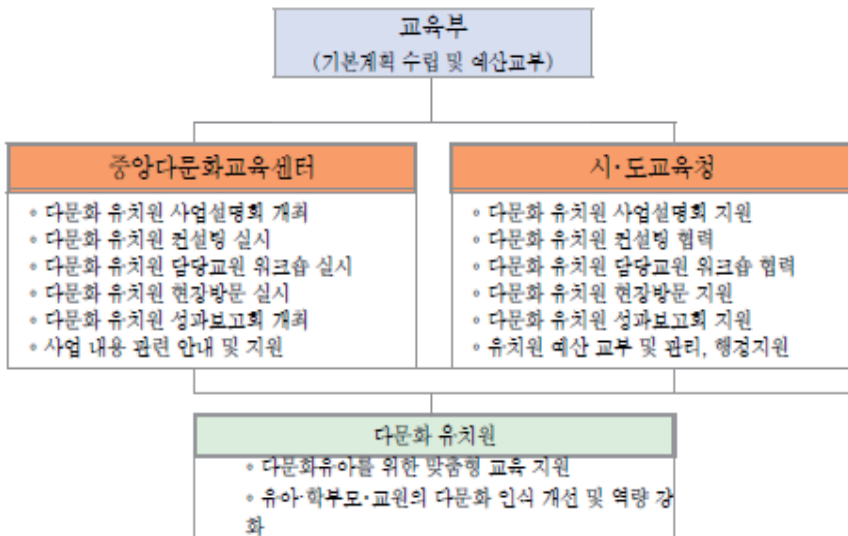 교육부
(기본계획 수립 및 예산교부)
중앙다문화교육센터
◦ 다문화 유치원 사업설명회 개최
◦ 다문화 유치원 컨설팅 실시
◦ 다문화 유치원 담당교원 워크숍 실시
◦ 다문화 유치원 현장방문 실시
◦ 다문화 유치원 성과보고회 개최
◦ 사업 내용 관련 안내 및 지원
시·도교육청
◦ 다문화 유치원 사업설명회 지원
◦ 다문화 유치원 컨설팅 협력
◦ 다문화 유치원 담당교원 워크숍 협력
◦ 다문화 유치원 현장방문 지원
◦ 다문화 유치원 성과보고회 지원
◦ 유치원 예산 교부 및 관리, 행정지원
다문화 유치원
◦ 다문화유아를 위한 맞춤형 교육 지원
◦ 유아·학부모·교원의 다문화 인식 개선 및 역량 강
화